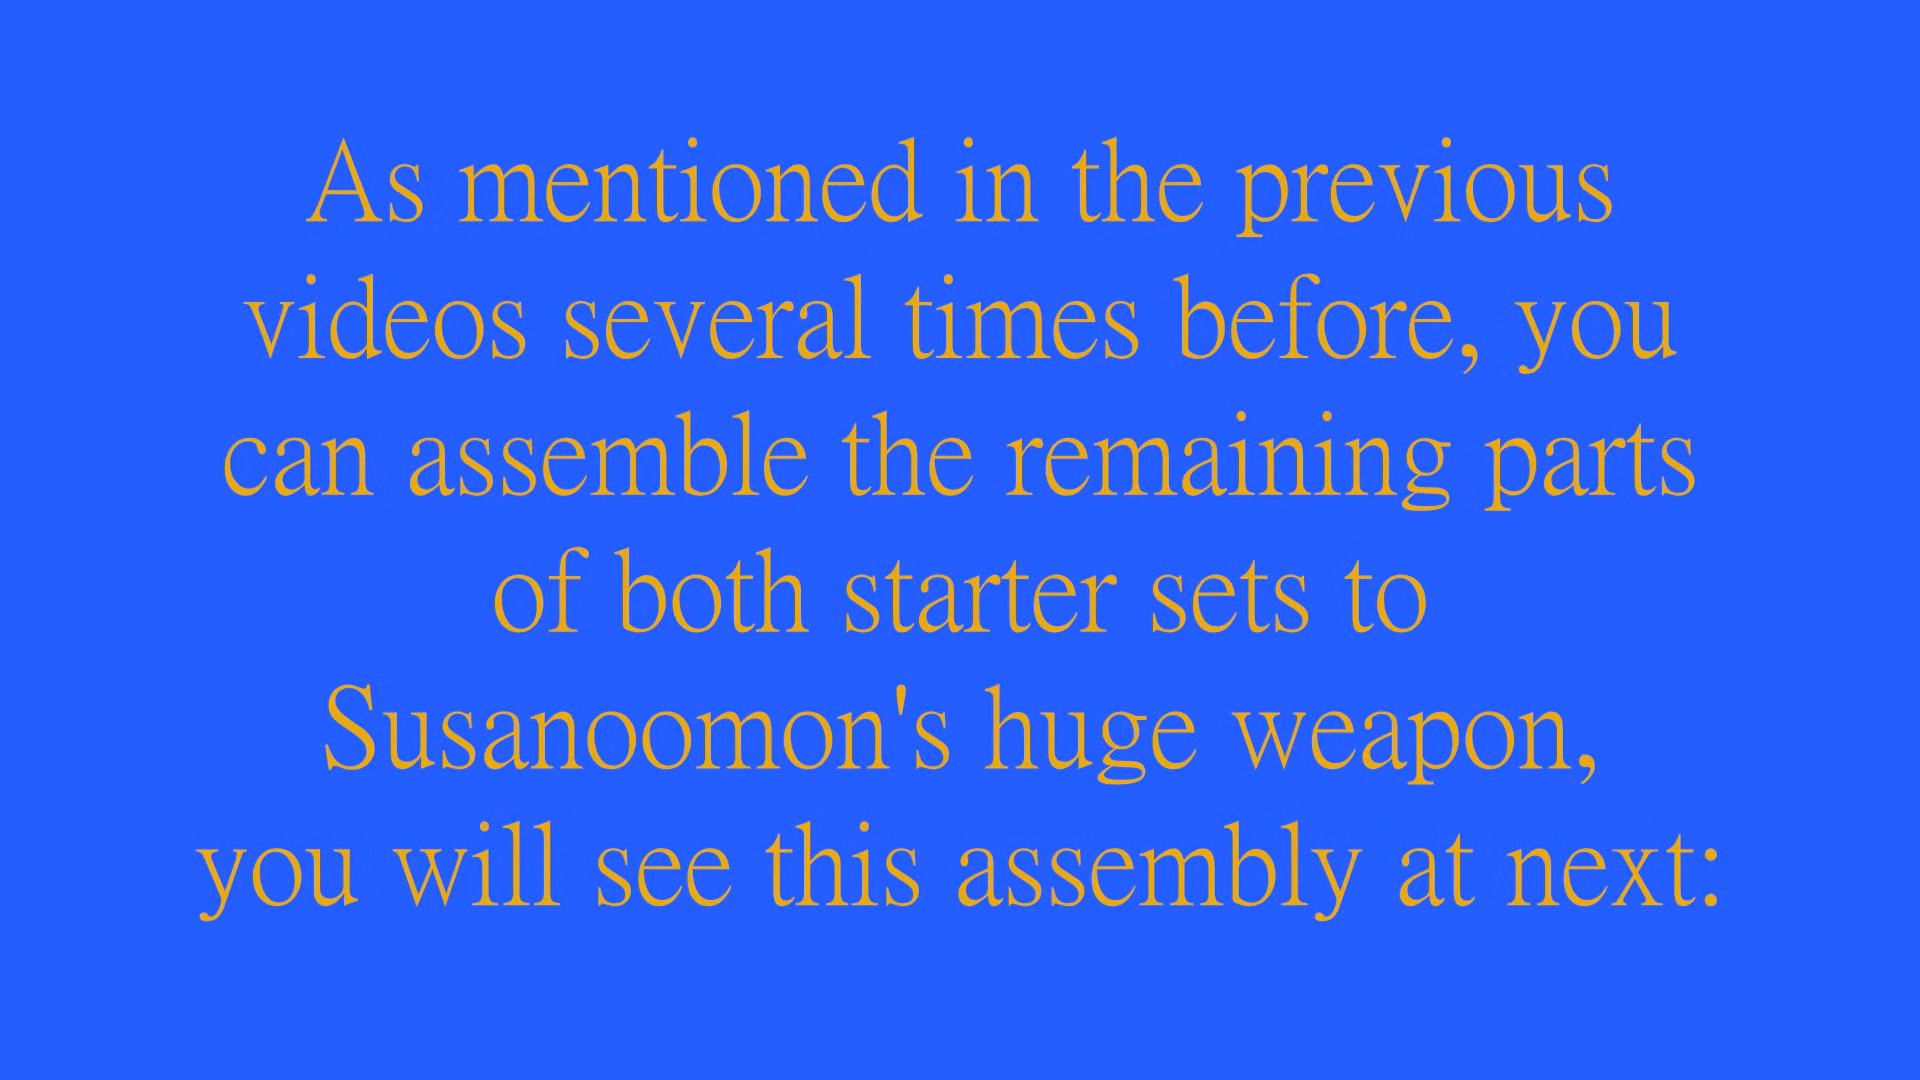 As mentioned in the previous
videos several times before, you
can assemble the remaining parts
of both starter sets to
Susanoomon's huge weapon,
you will see this assembly at next: